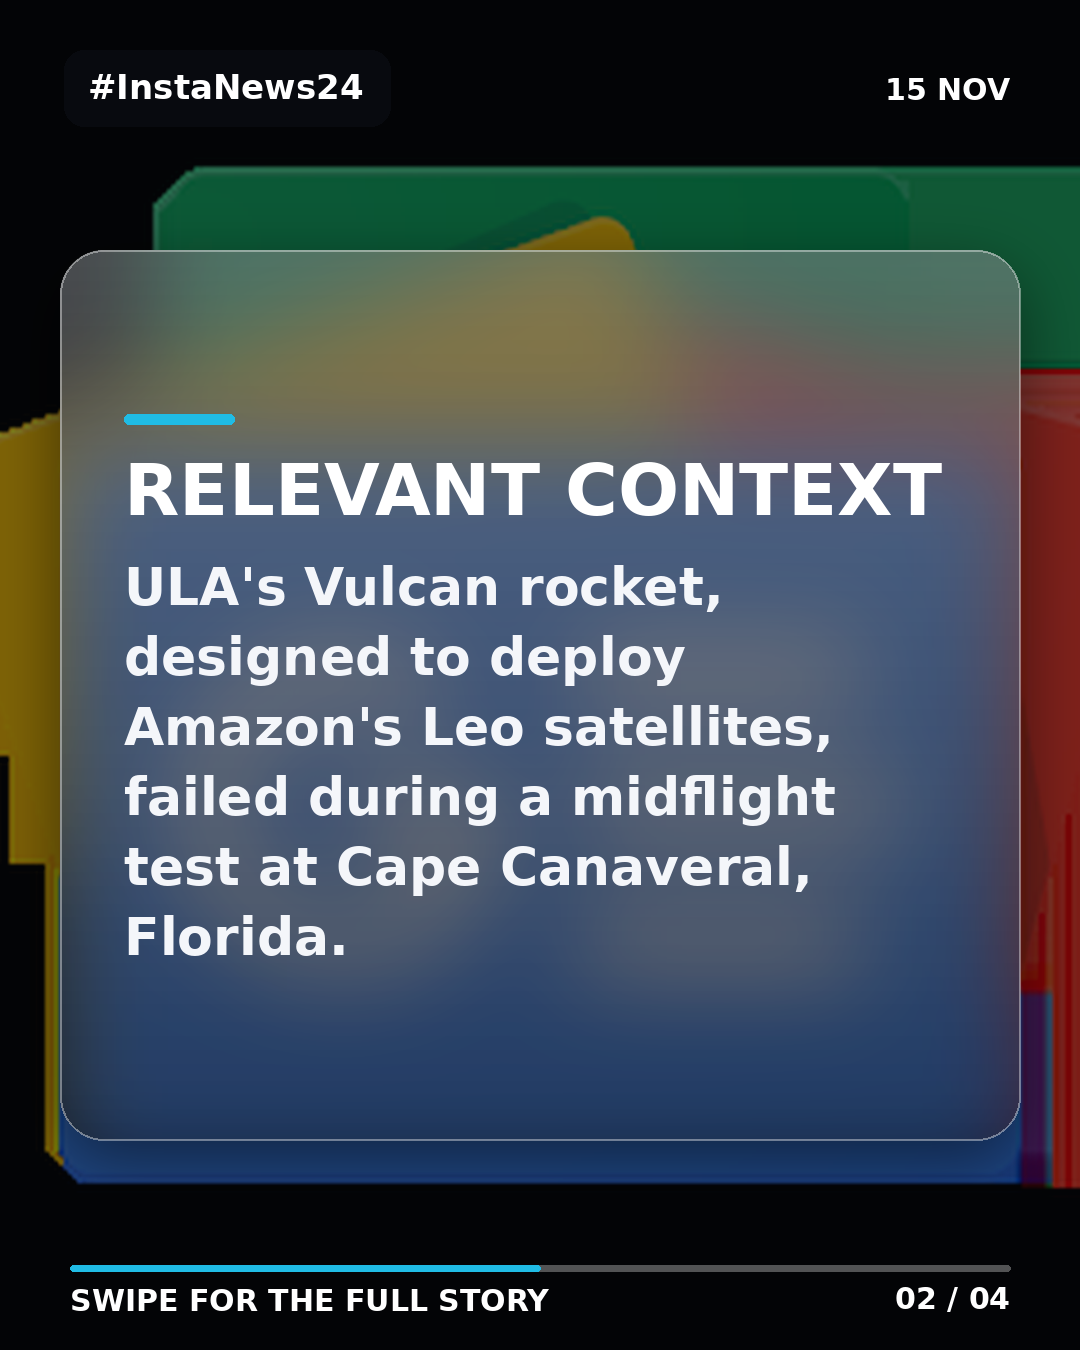 #InstaNews24
15 NOV
RELEVANT CONTEXT
ULA's Vulcan rocket,
designed to deploy
Amazon's Leo satellites,
failed during a midflight
test at Cape Canaveral,
Florida.
SWIPE FOR THE FULL STORY
02 / 04